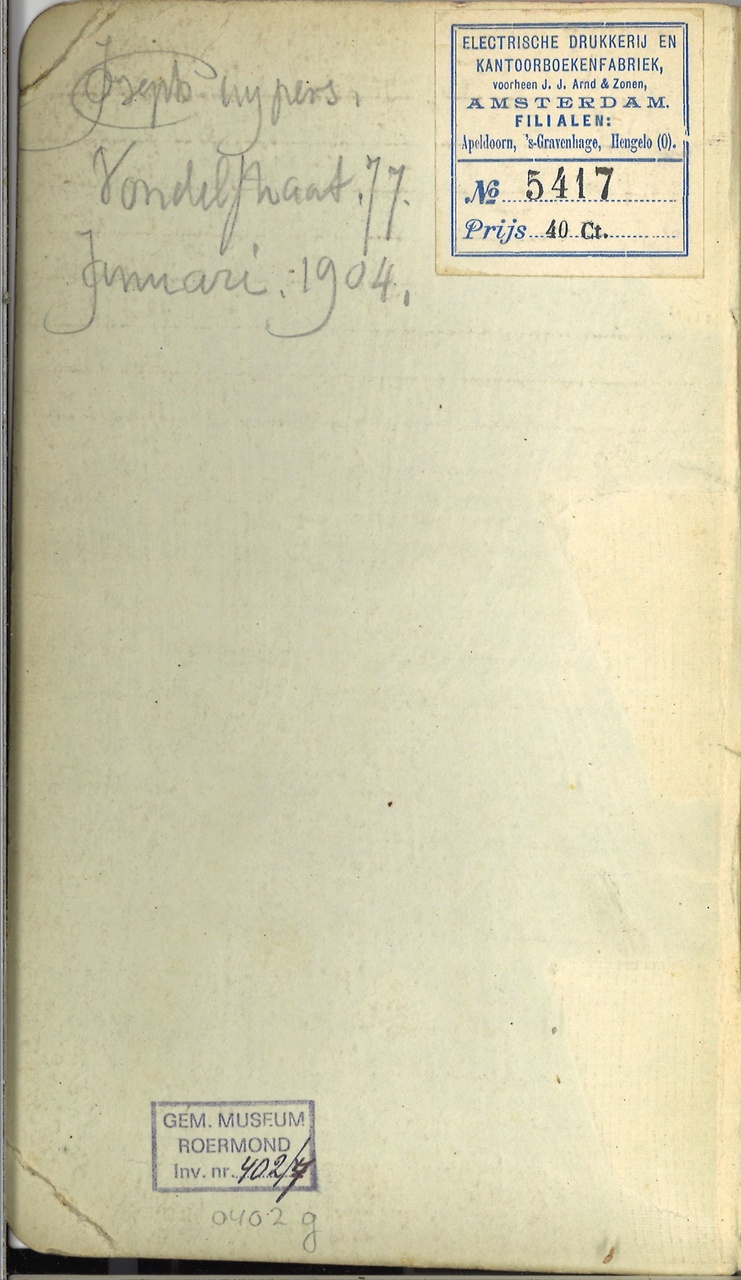 Joseph Cuypers.
Vondelstraat. 77.
Januari. 1904.
ELECTRISCHE DRUKKERIJ EN
KANTOORBOEKENFABRIEK,
voorheen J. J. Arnd & Zonen,
AMSTERDAM.
FILIALEN:
Apeldoorn, 's-Gravenhage, Hengelo (O).
No 5417
Prijs 40 Ct.
GEM. MUSEUM
ROERMOND
Inv. nr. 402/7
0402 g